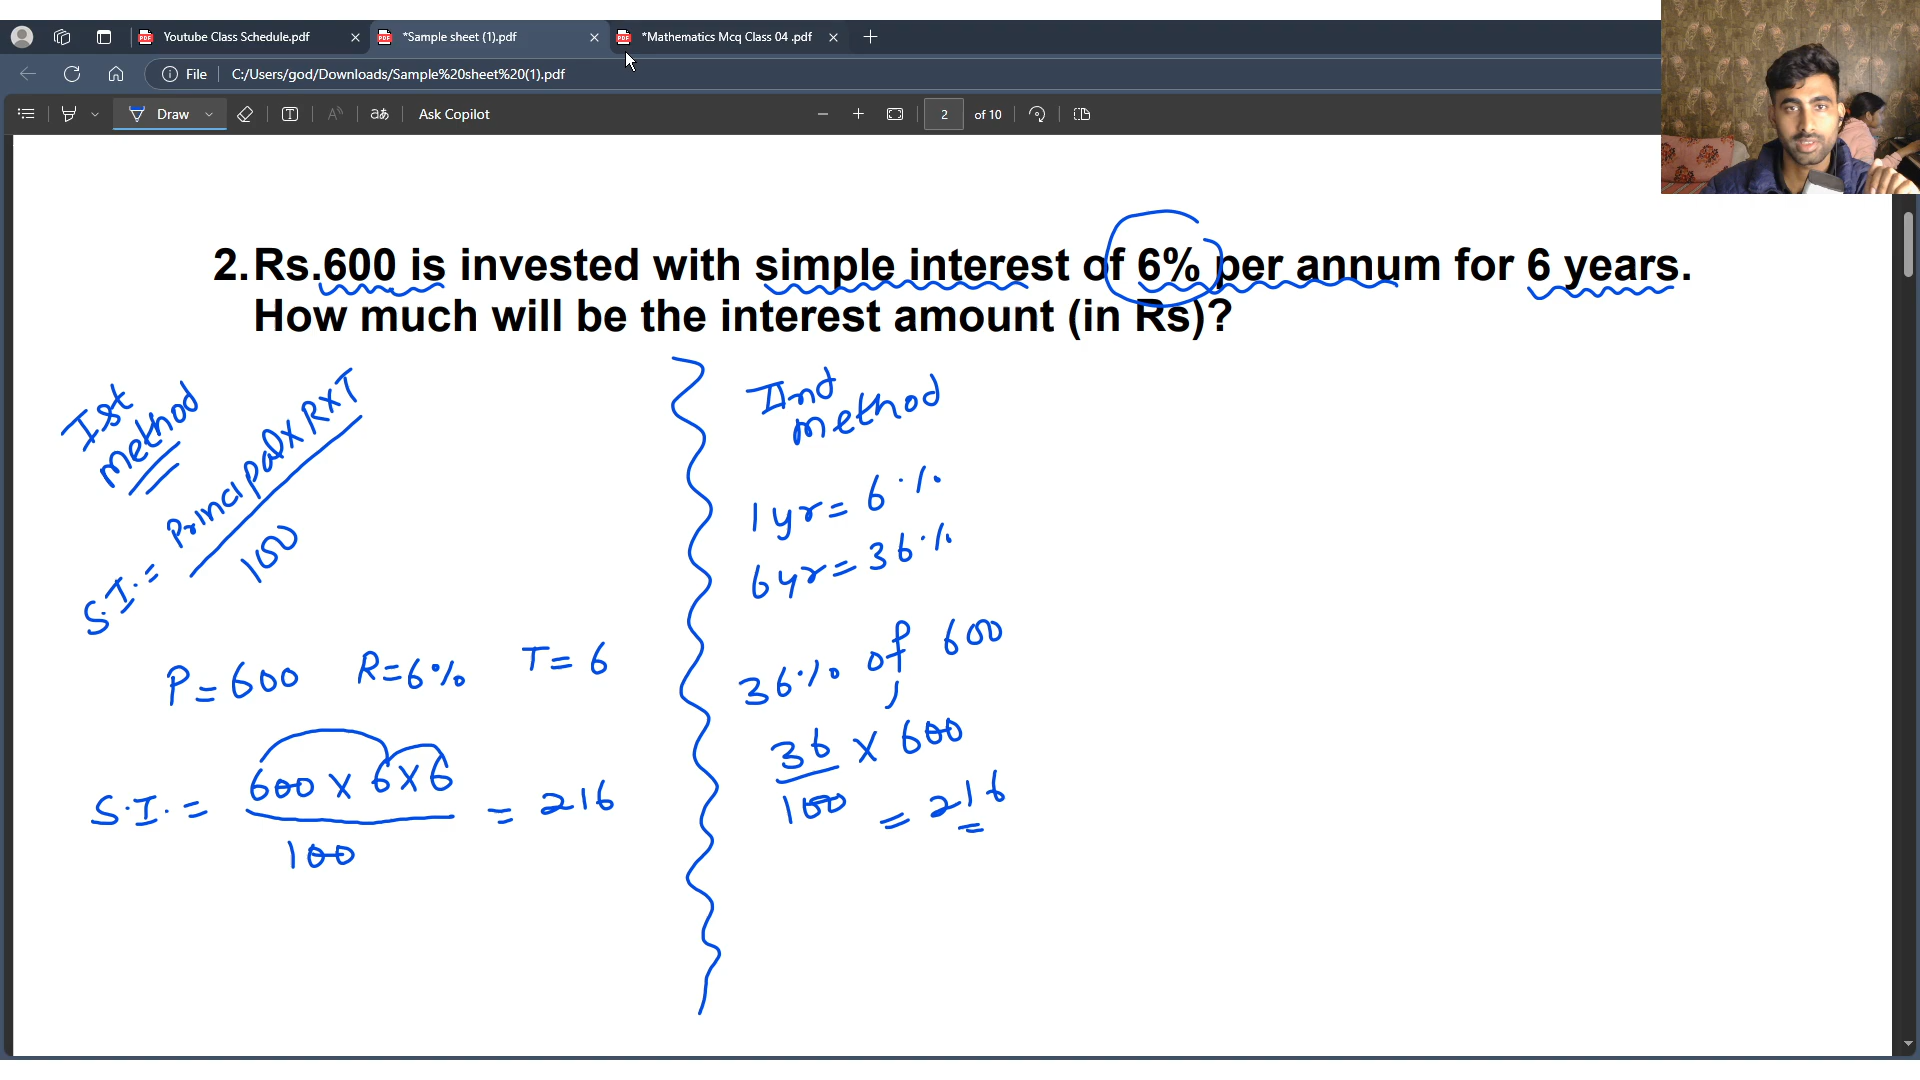 Youtube Class Schedule.pdf
*Sample sheet (1).pdf
*Mathematics Mcq Class 04 .pdf
File
C:/Users/god/Downloads/Sample%20sheet%20(1).pdf
Draw
Ask Copilot
2
of 10
2. Rs.600 is invested with simple interest of 6% per annum for 6 years.
How much will be the interest amount (in Rs)?
Ist
method
S.I. = Principal x R x T
100
P = 600 R = 6% T = 6
S.I. = 600 x 6 x 6 = 216
100
IInd
method
1 yr = 6%
6 yr = 36%
36% of 600
36 x 600
100 = 216